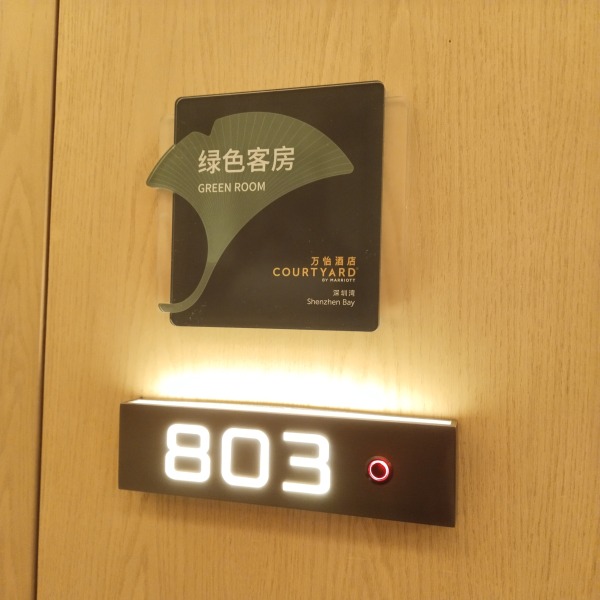 绿色客房
GREEN ROOM
万怡酒店
COURTYARD
BY MARRIOTT
深圳湾
Shenzhen Bay
803